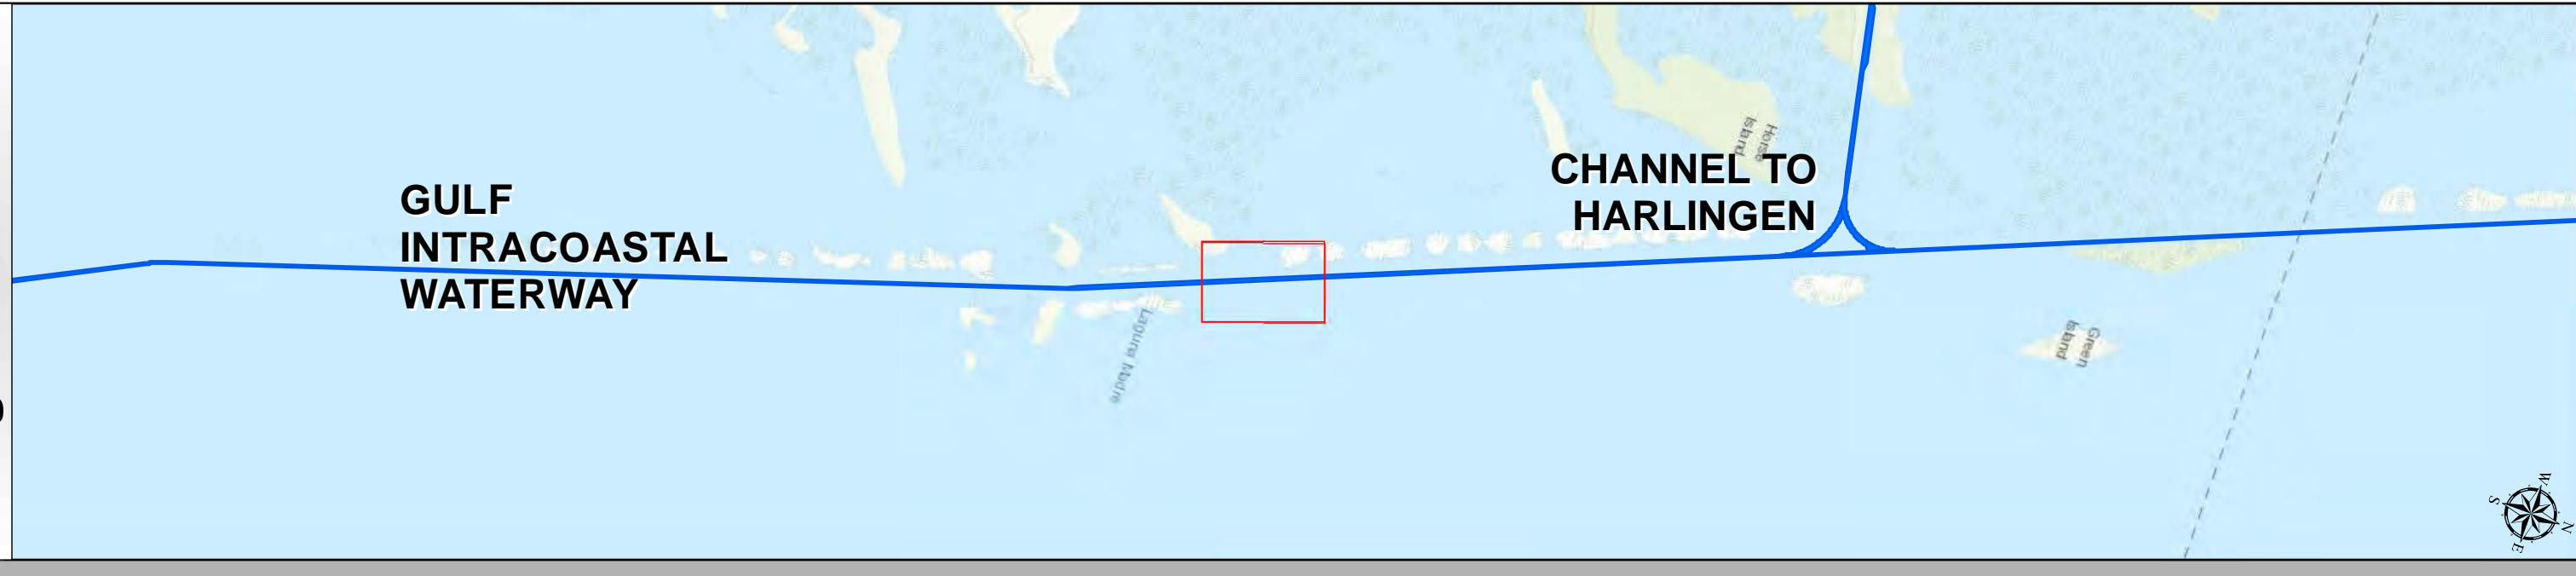 GULF
INTRACOASTAL
WATERWAY
Laguna Madre
CHANNEL TO
HARLINGEN
Horse
Island
Green
Island
W
S
N
E